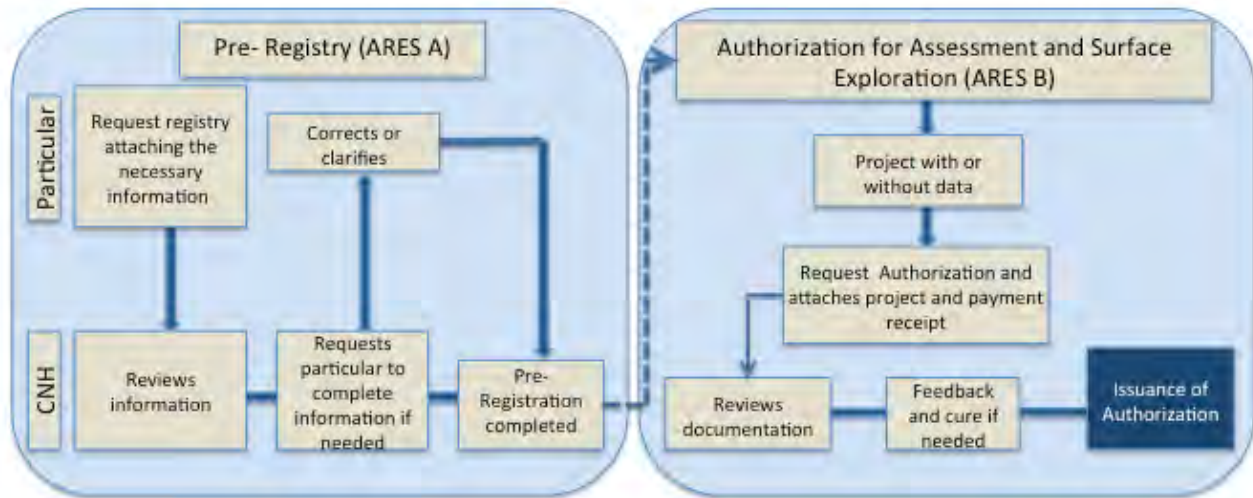 Pre- Registry (ARES A)
Particular
Request registry
attaching the
necessary
information
Corrects or
clarifies
CNH
Reviews
information
Requests
particular to
complete
information if
needed
Pre-
Registration
completed
Authorization for Assessment and Surface
Exploration (ARES B)
Project with or
without data
Request Authorization and
attaches project and payment
receipt
Reviews
documentation
Feedback
and cure if
needed
Issuance of
Authorization